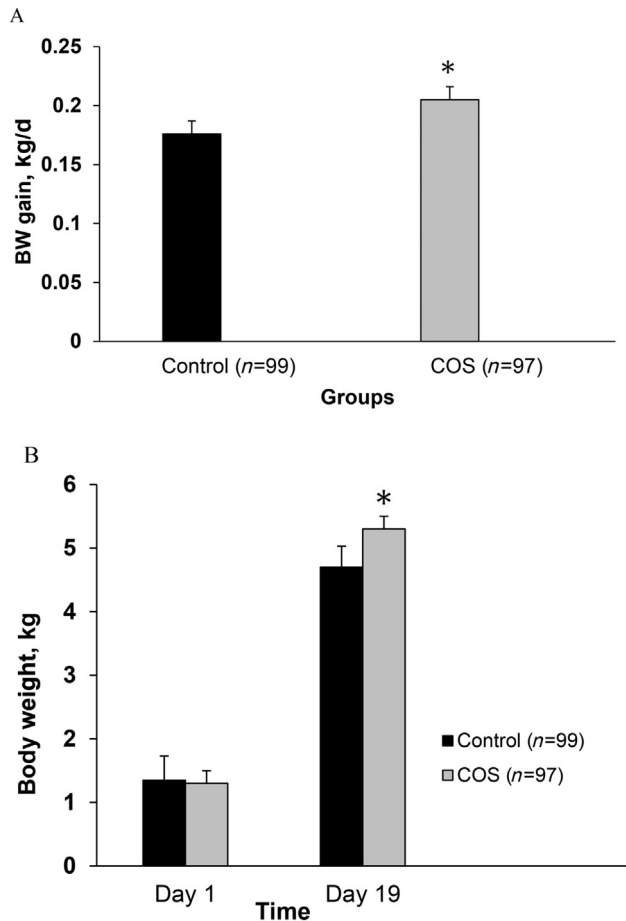 A
0.25
0.2
0.15
0.1
0.05
0
BW gain, kg/d
*
Control (n=99)
COS (n=97)
Groups
B
6
5
4
3
2
1
0
Body weight, kg
*
Control (n=99)
COS (n=97)
Day 1
Day 19
Time